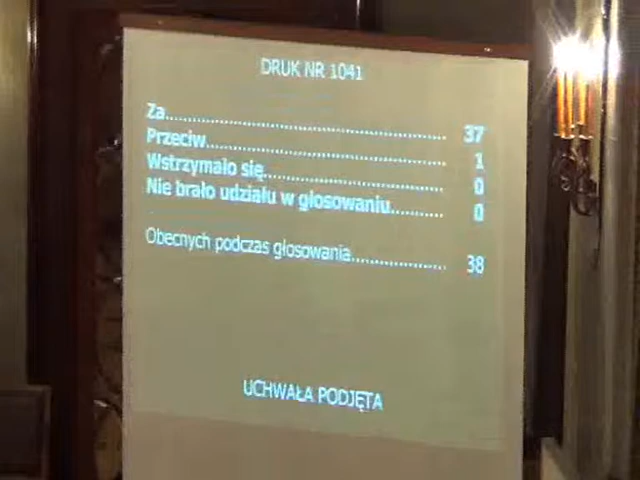 DRUK NR 1041
Za............................................................ 37
Przeciw.................................................... 1
Wstrzymało się....................................... 0
Nie brało udziału w głosowaniu........... 0
Obecnych podczas głosowania.................... 38
UCHWAŁA PODJĘTA